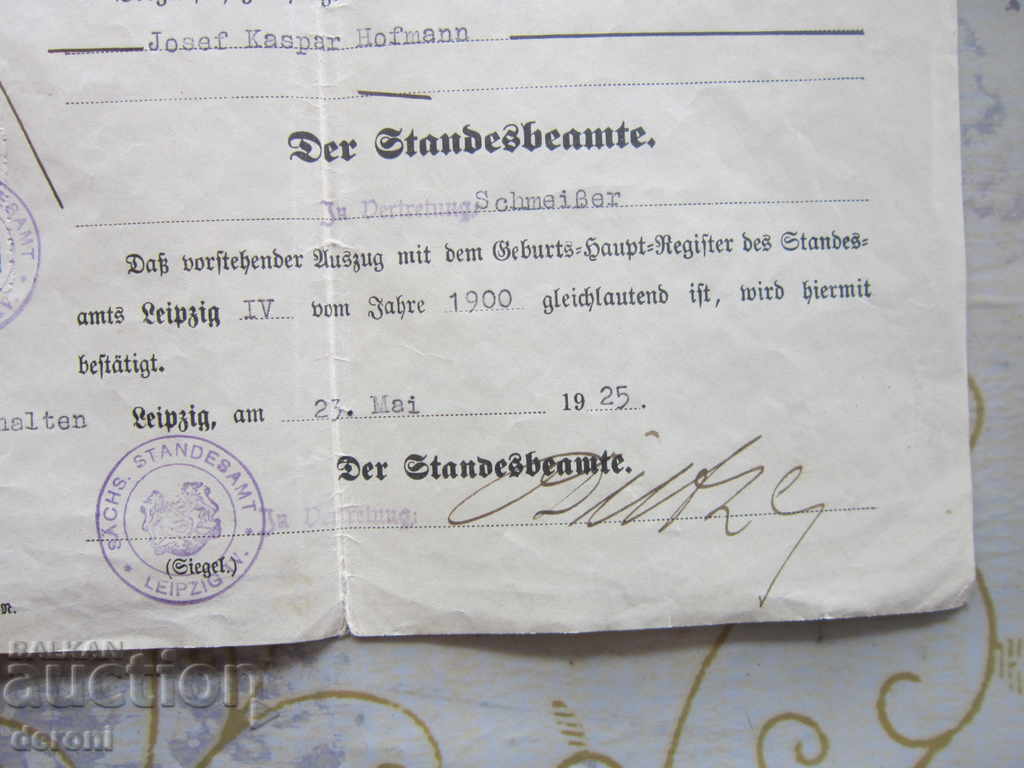 Josef Kaspar Hofmann
Der Standesbeamte.
In Vertretung: Schmeißer
Daß vorstehender Auszug mit dem Geburts-Haupt-Register des Standes-
amts Leipzig IV vom Jahre 1900 gleichlautend ist, wird hiermit
bestätigt.
halten Leipzig, am 23. Mai 1925.
Der Standesbeamte.
In Vertretung:
SÄCHS. STANDESAMT * LEIPZIG IV. *
(Siegel.)
BALKAN
auction
deroni